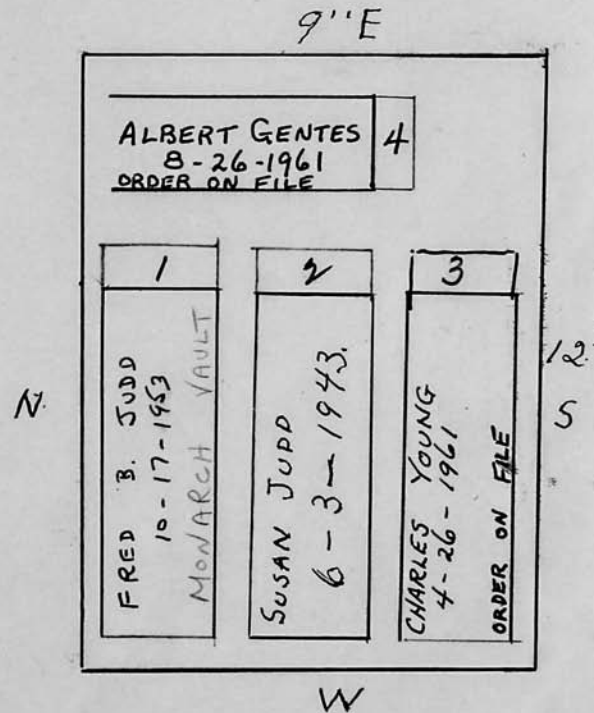 9" E
ALBERT GENTES
8-26-1961
ORDER ON FILE
4
1
FRED B. JUDD
10-17-1953
MONARCH VAULT
2
SUSAN JUDD
6-3-1943.
3
CHARLES YOUNG
4-26-1961
ORDER ON FILE
N.
12
S
W